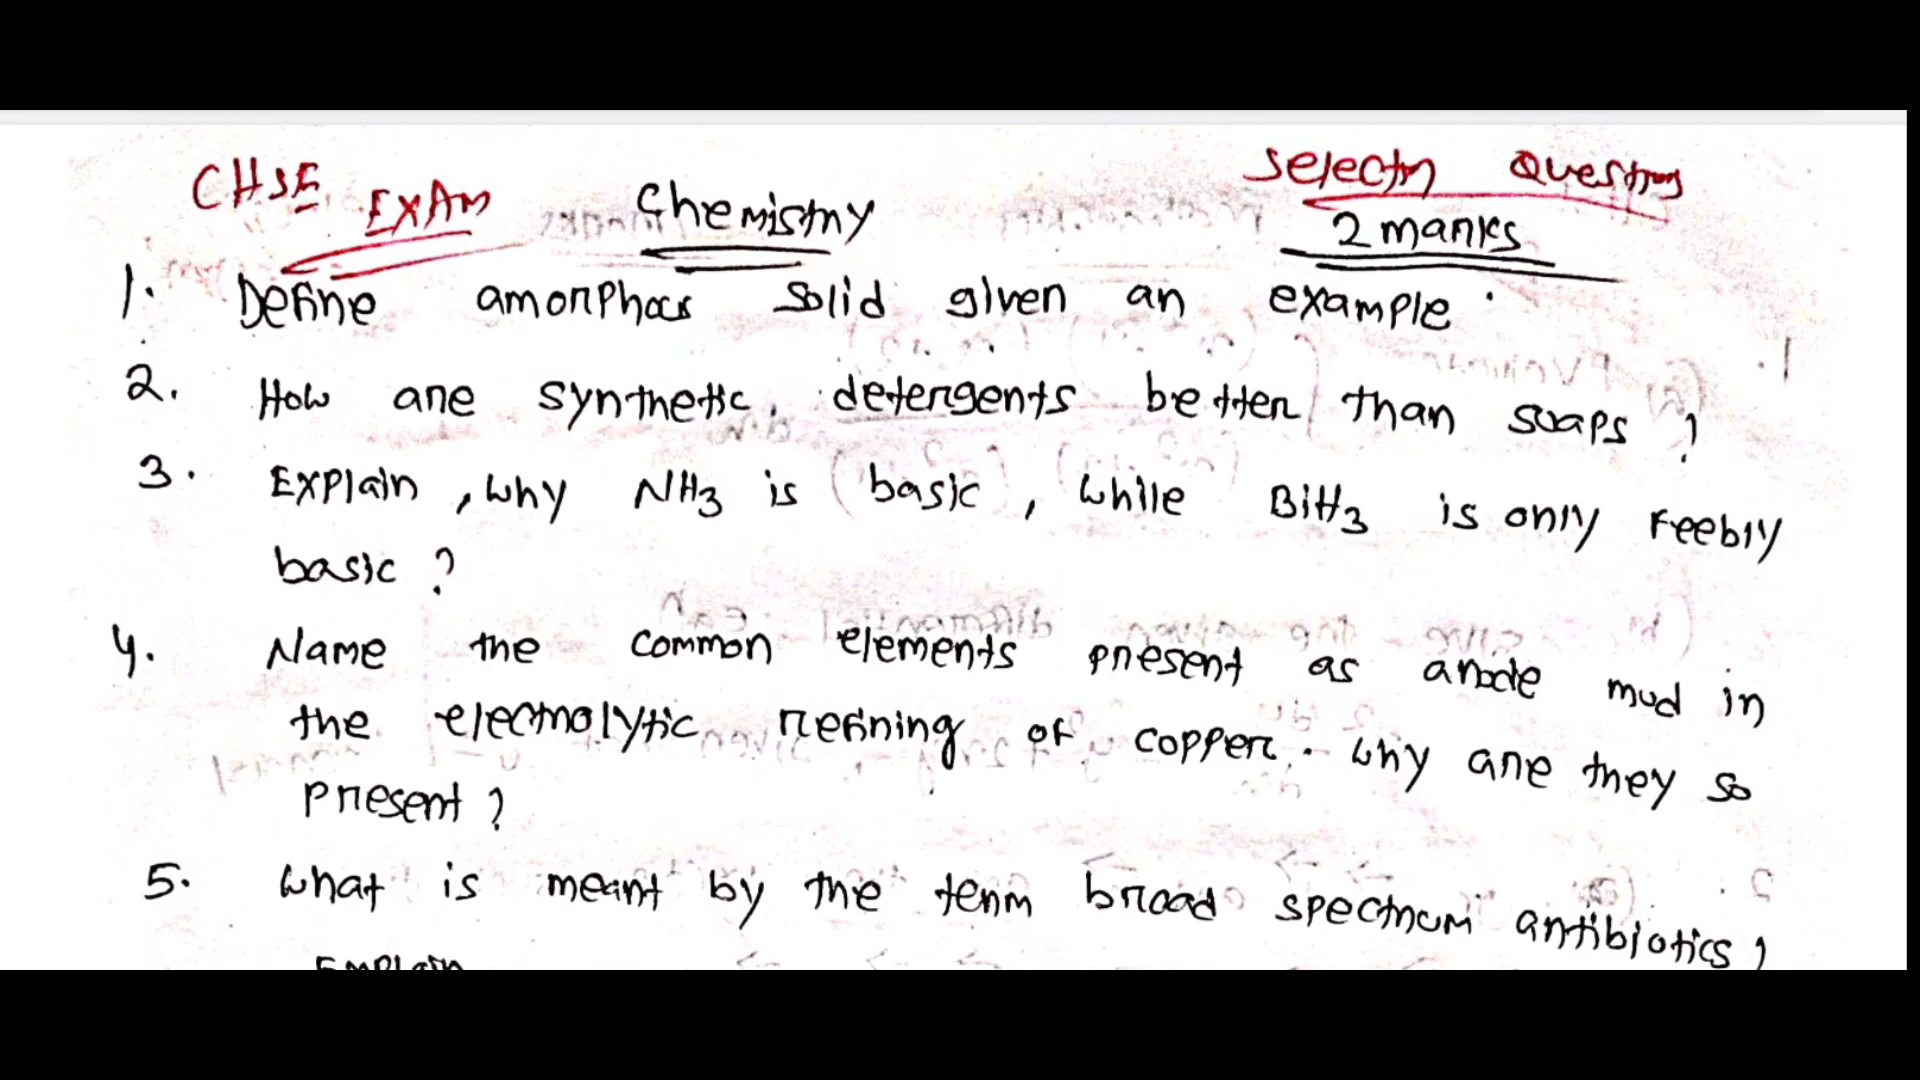 CHSE EXAM Chemistry Selectn Questions
2 marks
1. Define amorphous solid given an example.
2. How are synthetic detergents better than soaps ?
3. Explain, why NH3 is basic, while BiH3 is only feebly
basic ?
4. Name the common elements present as anode mud in
the electrolytic refining of copper. why are they so
present ?
5. What is meant by the term broad spectrum antibiotics ?
Explain